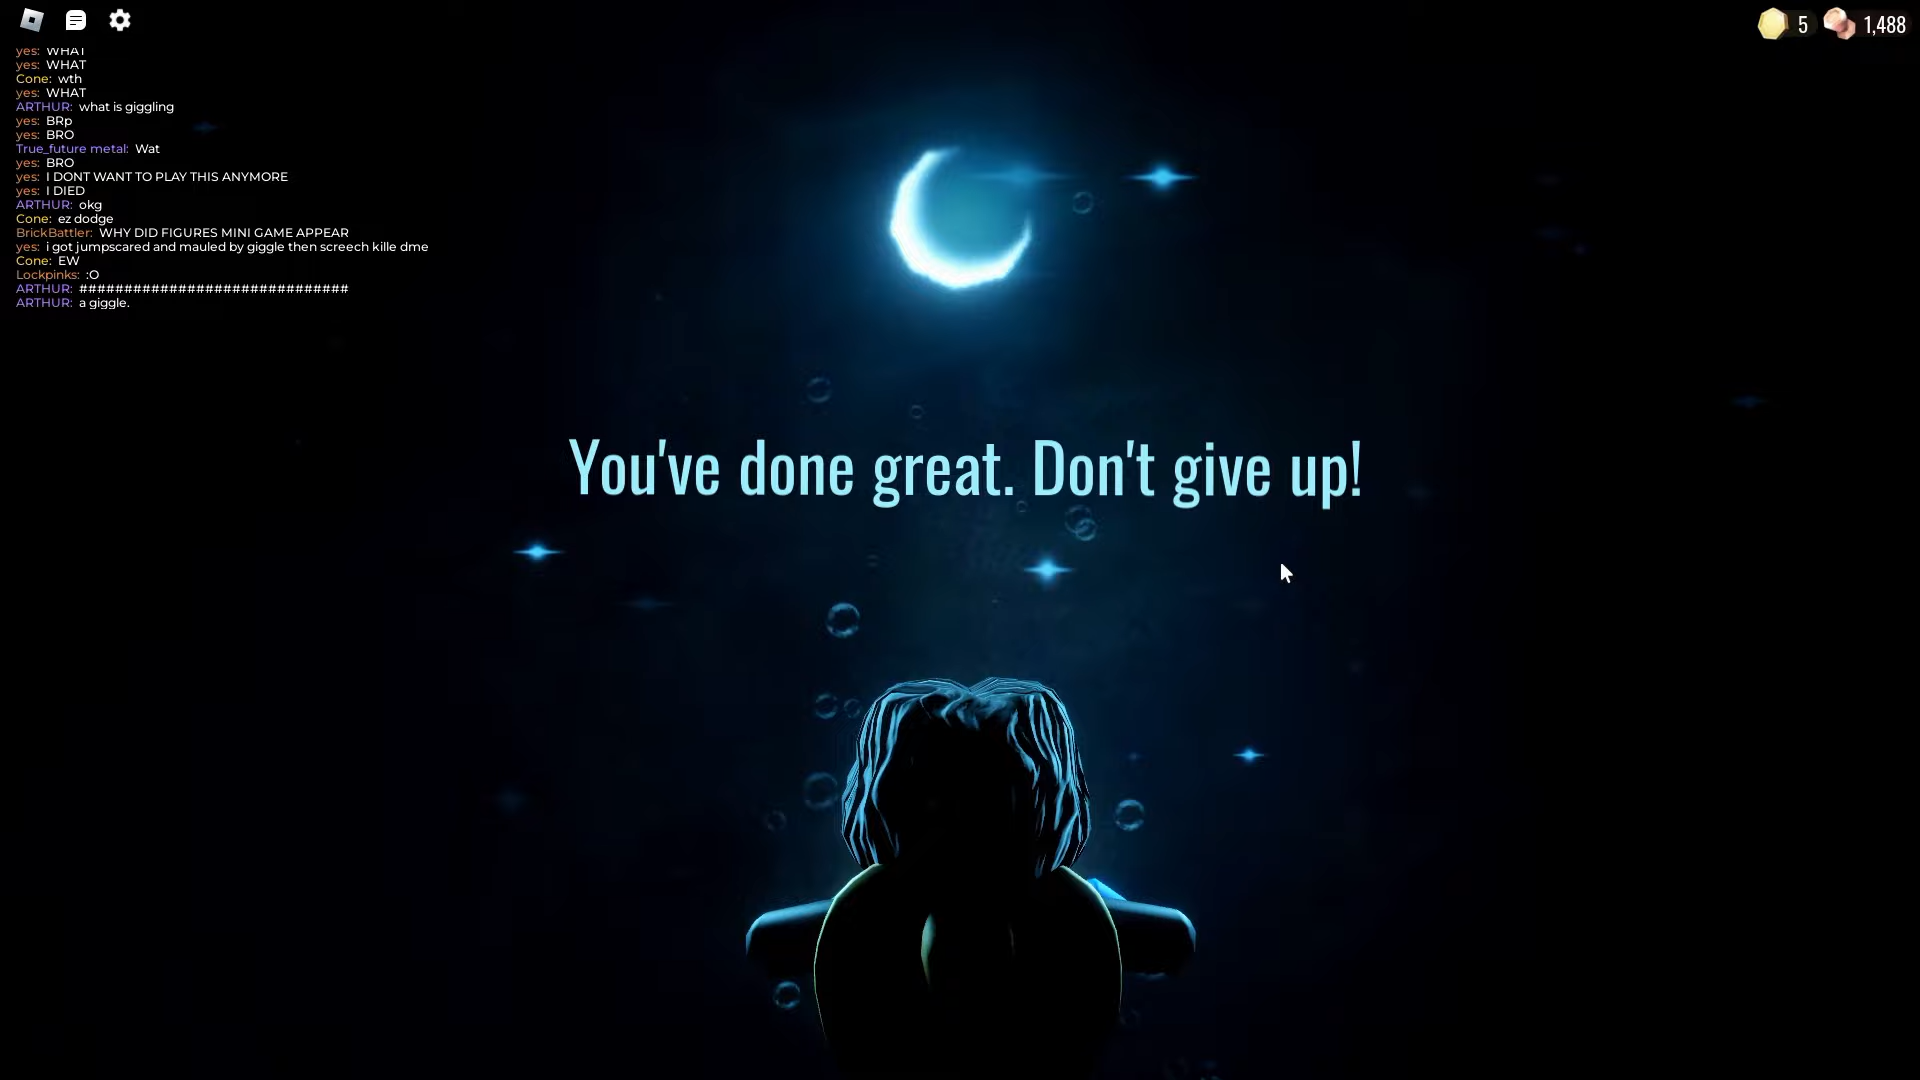 5 1,488
yes: WHAT
yes: WHAT
Cone: wth
yes: WHAT
ARTHUR: what is giggling
yes: BRp
yes: BRO
True_future metal: Wat
yes: BRO
yes: I DONT WANT TO PLAY THIS ANYMORE
yes: I DIED
ARTHUR: okg
Cone: ez dodge
BrickBattler: WHY DID FIGURES MINI GAME APPEAR
yes: i got jumpscared and mauled by giggle then screech kille dme
Cone: EW
Lockpinks: :O
ARTHUR: ##############################
ARTHUR: a giggle.
You've done great. Don't give up!